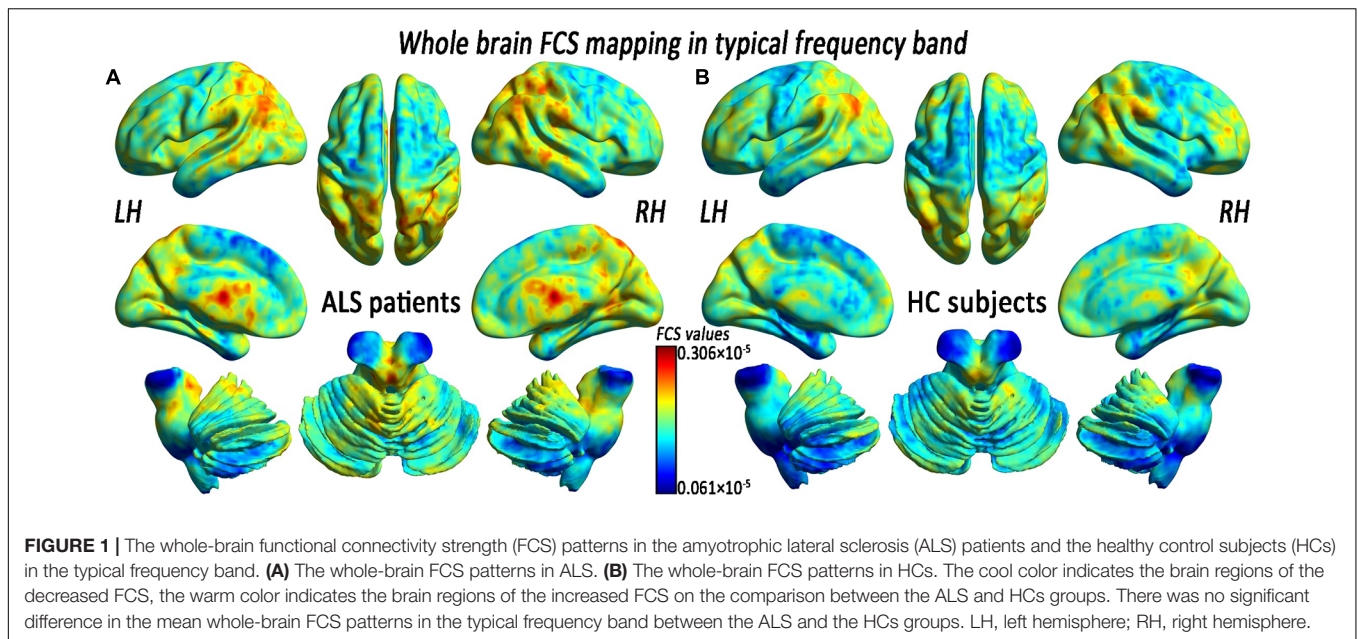 Whole brain FCS mapping in typical frequency band
A
B
LH
RH
LH
RH
ALS patients
HC subjects
FCS values
0.306×10⁻⁵
0.061×10⁻⁵
FIGURE 1 | The whole-brain functional connectivity strength (FCS) patterns in the amyotrophic lateral sclerosis (ALS) patients and the healthy control subjects (HCs)
in the typical frequency band. (A) The whole-brain FCS patterns in ALS. (B) The whole-brain FCS patterns in HCs. The cool color indicates the brain regions of the
decreased FCS, the warm color indicates the brain regions of the increased FCS on the comparison between the ALS and HCs groups. There was no significant
difference in the mean whole-brain FCS patterns in the typical frequency band between the ALS and the HCs groups. LH, left hemisphere; RH, right hemisphere.